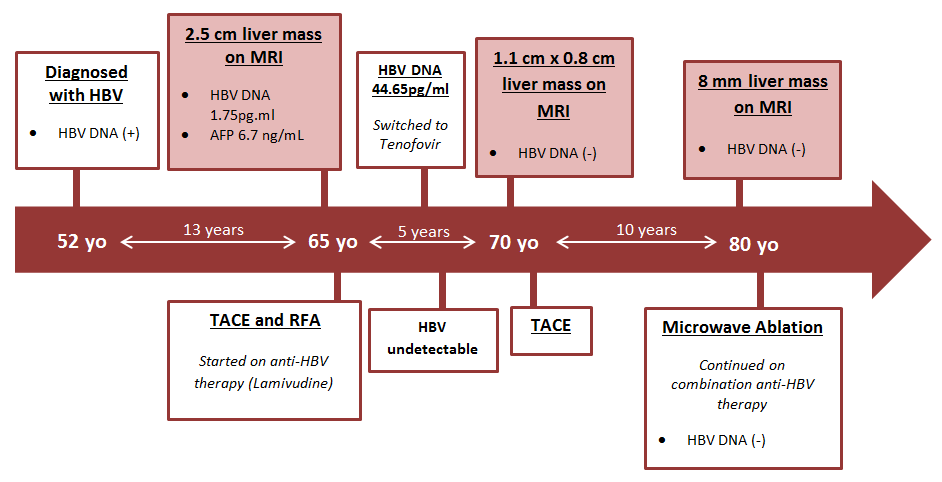 Diagnosed
with HBV
• HBV DNA (+)
2.5 cm liver mass
on MRI
• HBV DNA
1.75pg.ml
• AFP 6.7 ng/mL
HBV DNA
44.65pg/ml
Switched to
Tenofovir
1.1 cm x 0.8 cm
liver mass on
MRI
• HBV DNA (-)
8 mm liver mass
on MRI
• HBV DNA (-)
52 yo
13 years
65 yo
5 years
70 yo
10 years
80 yo
TACE and RFA
Started on anti-HBV
therapy (Lamivudine)
HBV
undetectable
TACE
Microwave Ablation
Continued on
combination anti-HBV
therapy
• HBV DNA (-)